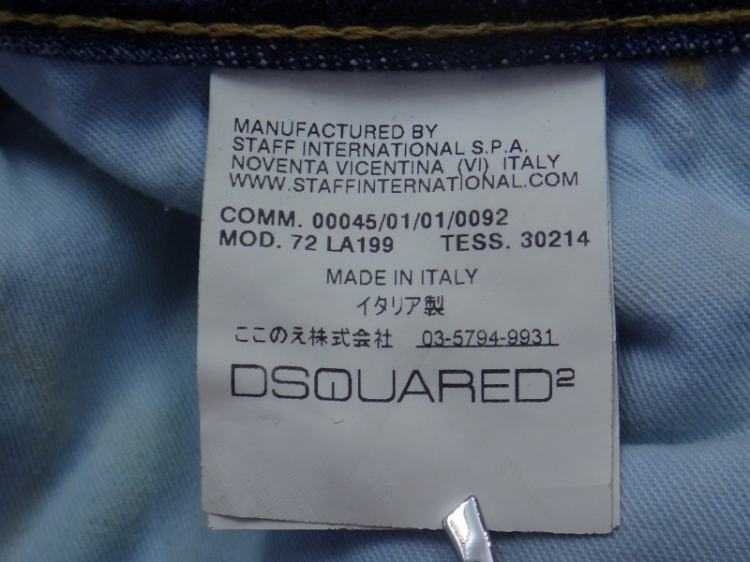 MANUFACTURED BY
STAFF INTERNATIONAL S.P.A.
NOVENTA VICENTINA (VI) ITALY
WWW.STAFFINTERNATIONAL.COM
COMM. 00045/01/01/0092
MOD. 72 LA199 TESS. 30214
MADE IN ITALY
イタリア製
ここのえ株式会社 03-5794-9931
DSQUARED²